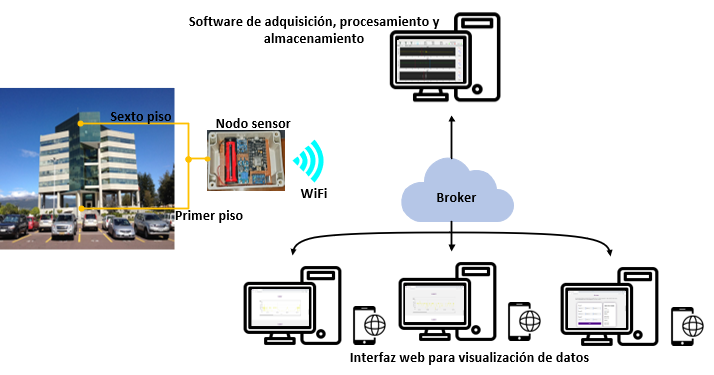 Software de adquisición, procesamiento y
almacenamiento
Sexto piso
Nodo sensor
WiFi
Primer piso
Broker
Interfaz web para visualización de datos